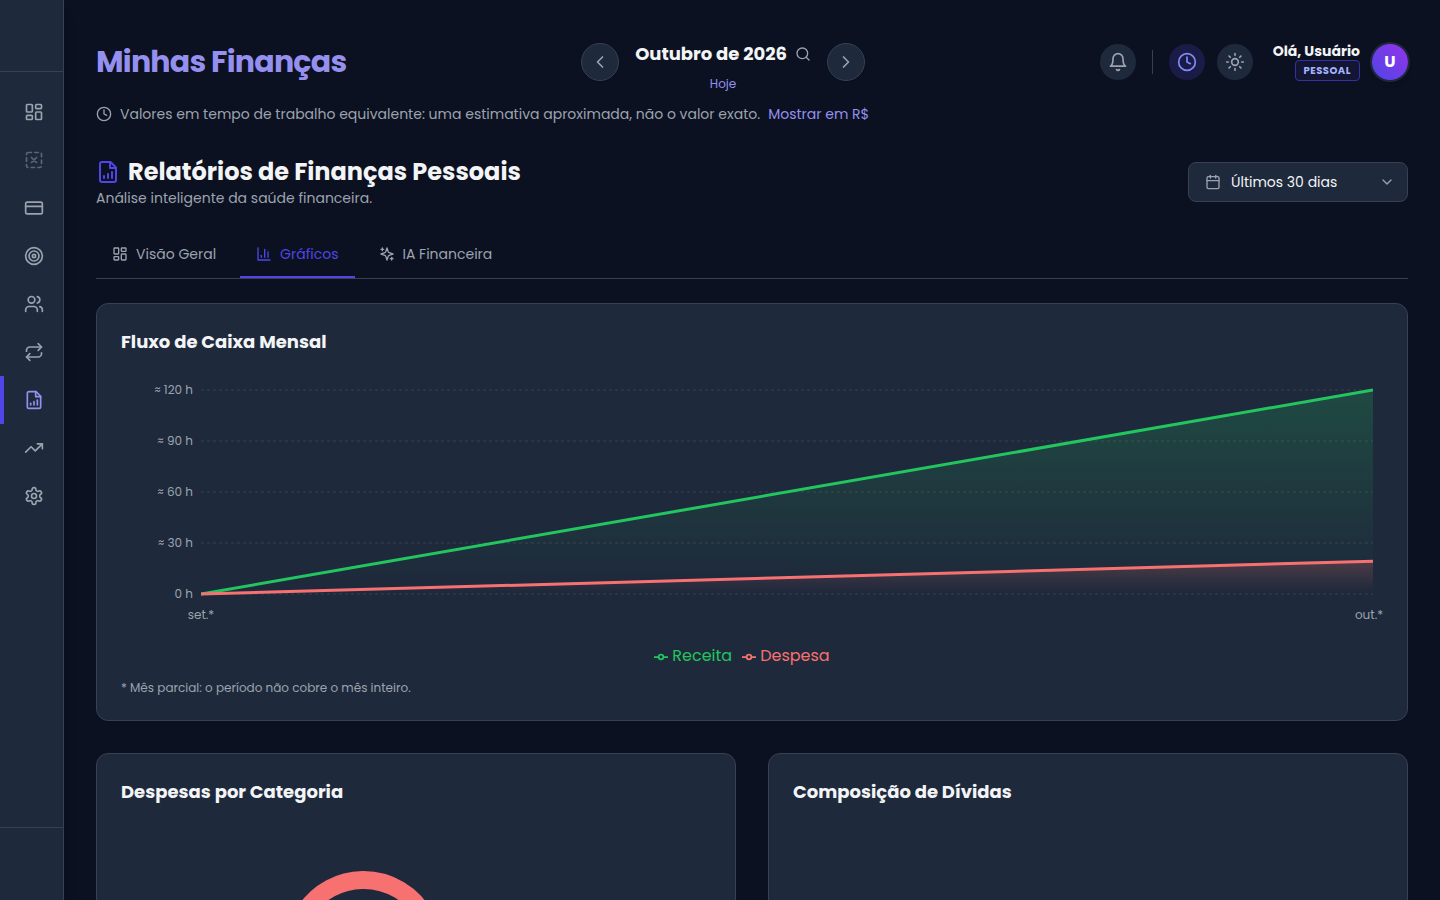 Minhas Finanças
Outubro de 2026
Hoje
Olá, Usuário
PESSOAL
U
Valores em tempo de trabalho equivalente: uma estimativa aproximada, não o valor exato. Mostrar em R$
Relatórios de Finanças Pessoais
Análise inteligente da saúde financeira.
Últimos 30 dias
Visão Geral
Gráficos
IA Financeira
Fluxo de Caixa Mensal
≈ 120 h
≈ 90 h
≈ 60 h
≈ 30 h
0 h
set.*
out.*
Receita
Despesa
* Mês parcial: o período não cobre o mês inteiro.
Despesas por Categoria
Composição de Dívidas